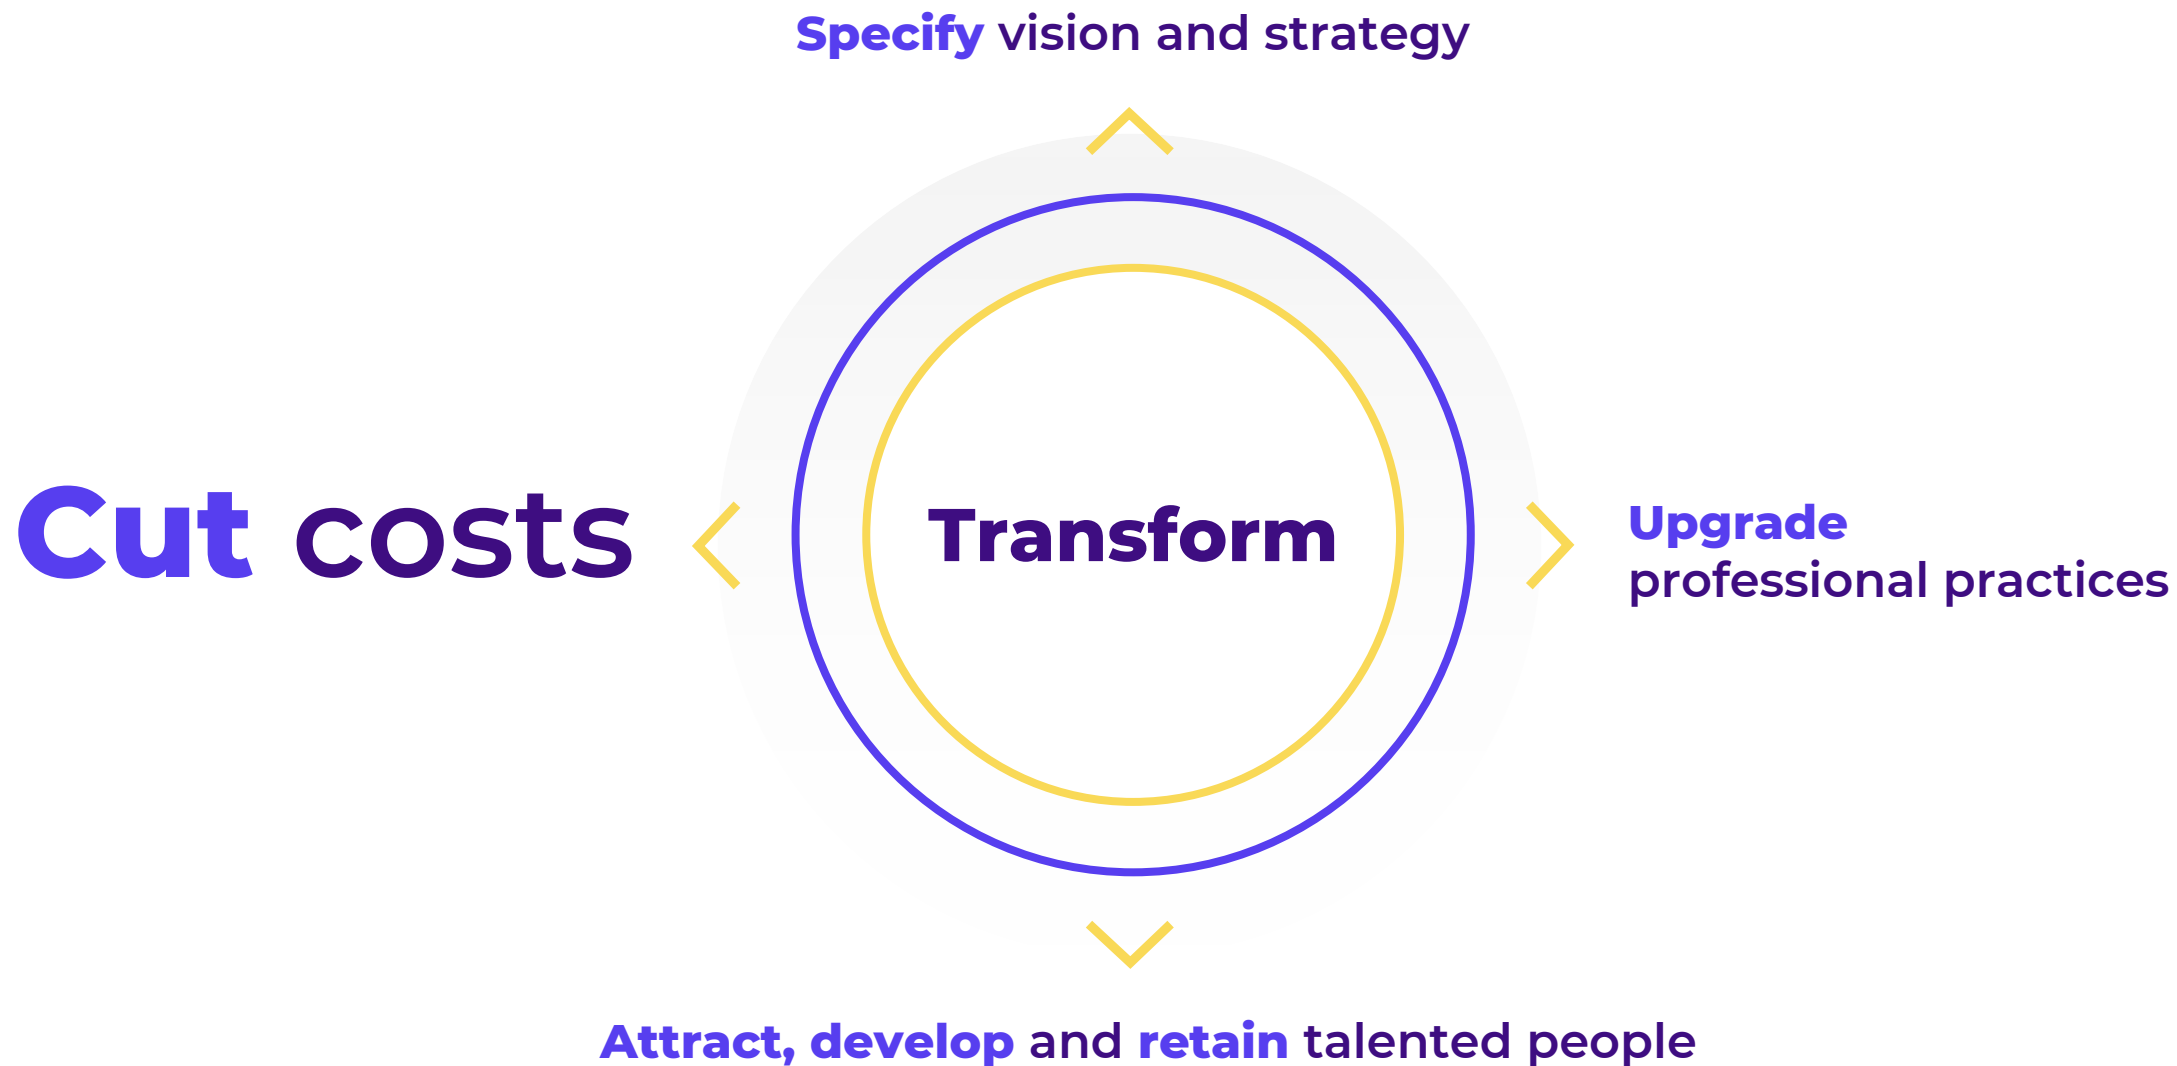 Specify vision and strategy
Cut costs
Transform
Upgrade
professional practices
Attract, develop and retain talented people